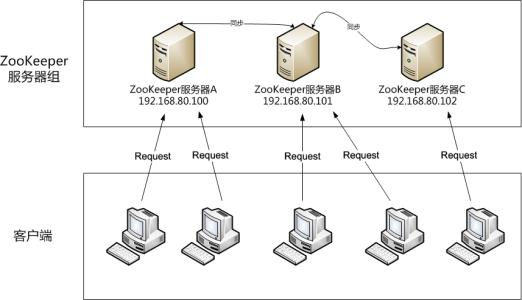 同步
同步
ZooKeeper
服务器组
ZooKeeper服务器A
192.168.80.100
ZooKeeper服务器B
192.168.80.101
ZooKeeper服务器C
192.168.80.102
Request
Request
Request
Request
Request
客户端